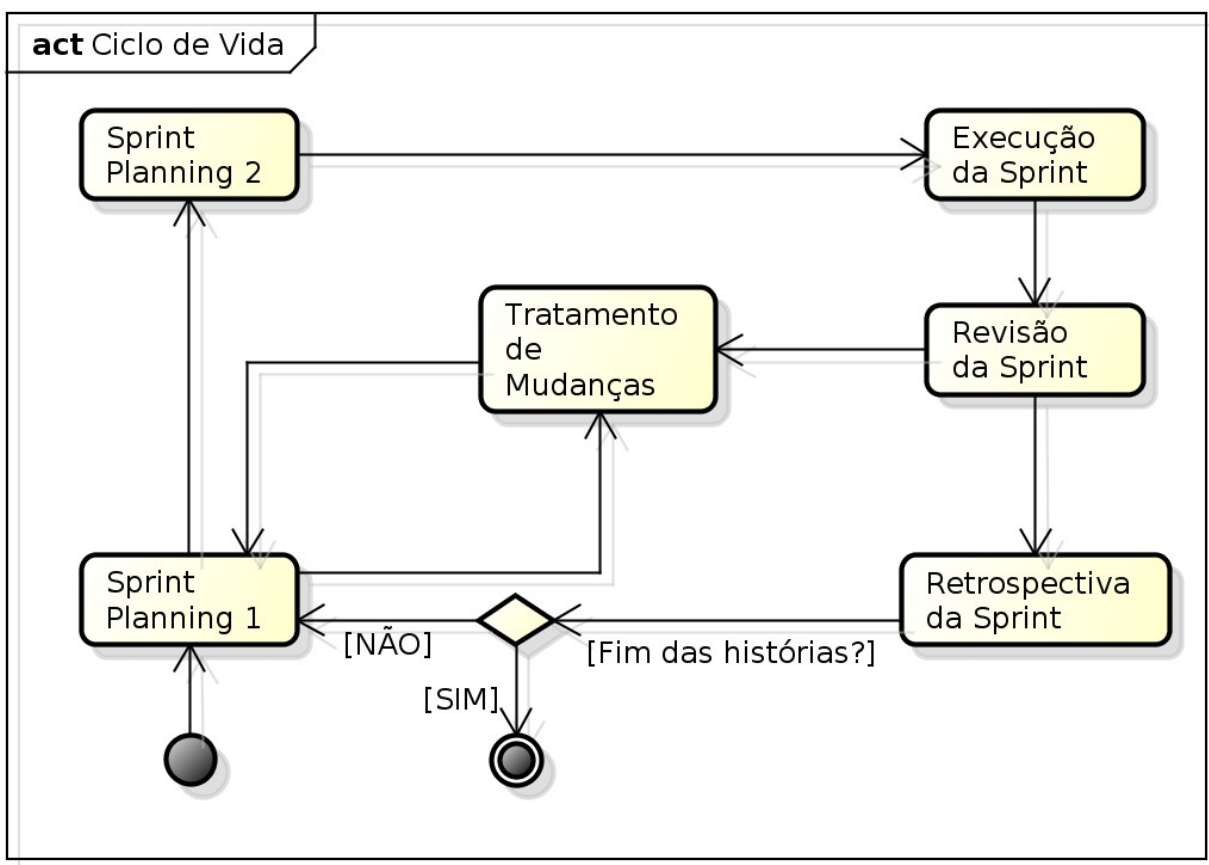 act Ciclo de Vida
Sprint
Planning 2
Execução
da Sprint
Tratamento
de
Mudanças
Revisão
da Sprint
Sprint
Planning 1
Retrospectiva
da Sprint
[NÃO]
[Fim das histórias?]
[SIM]